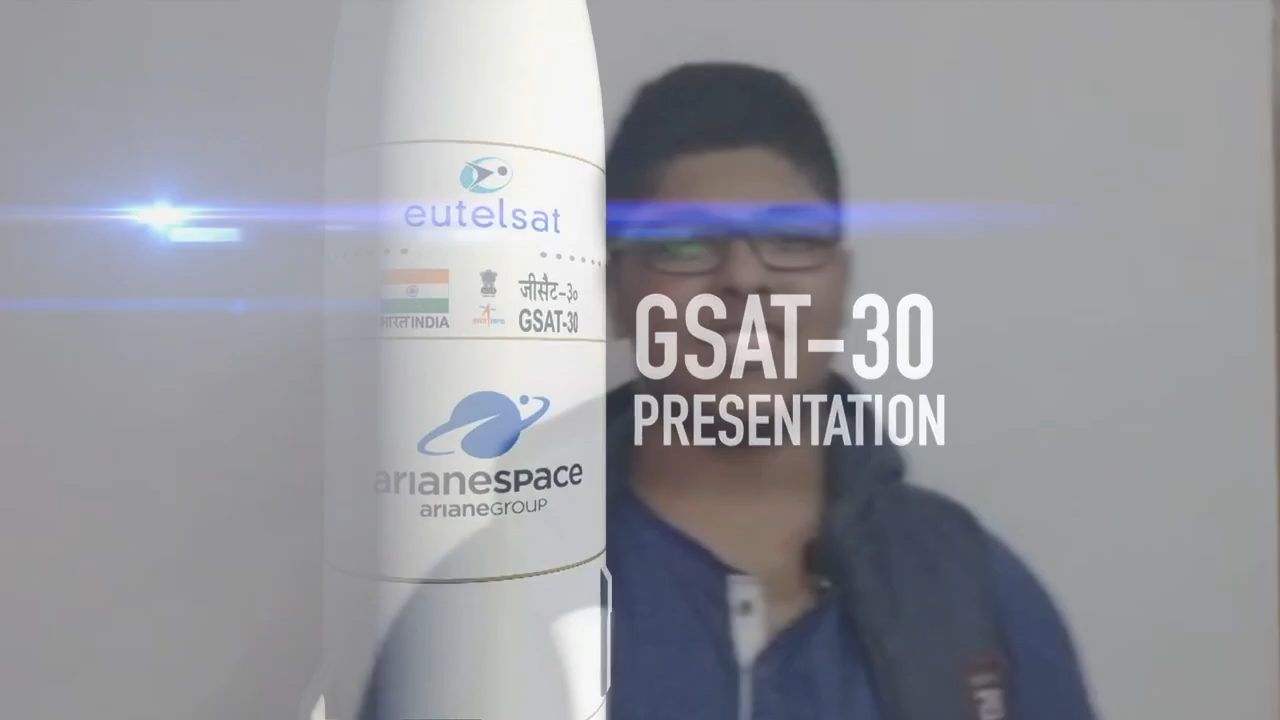 eutelsat
जीसैट-३०
भारत INDIA
GSAT-30
arianespace
arianeGROUP
GSAT-30
PRESENTATION